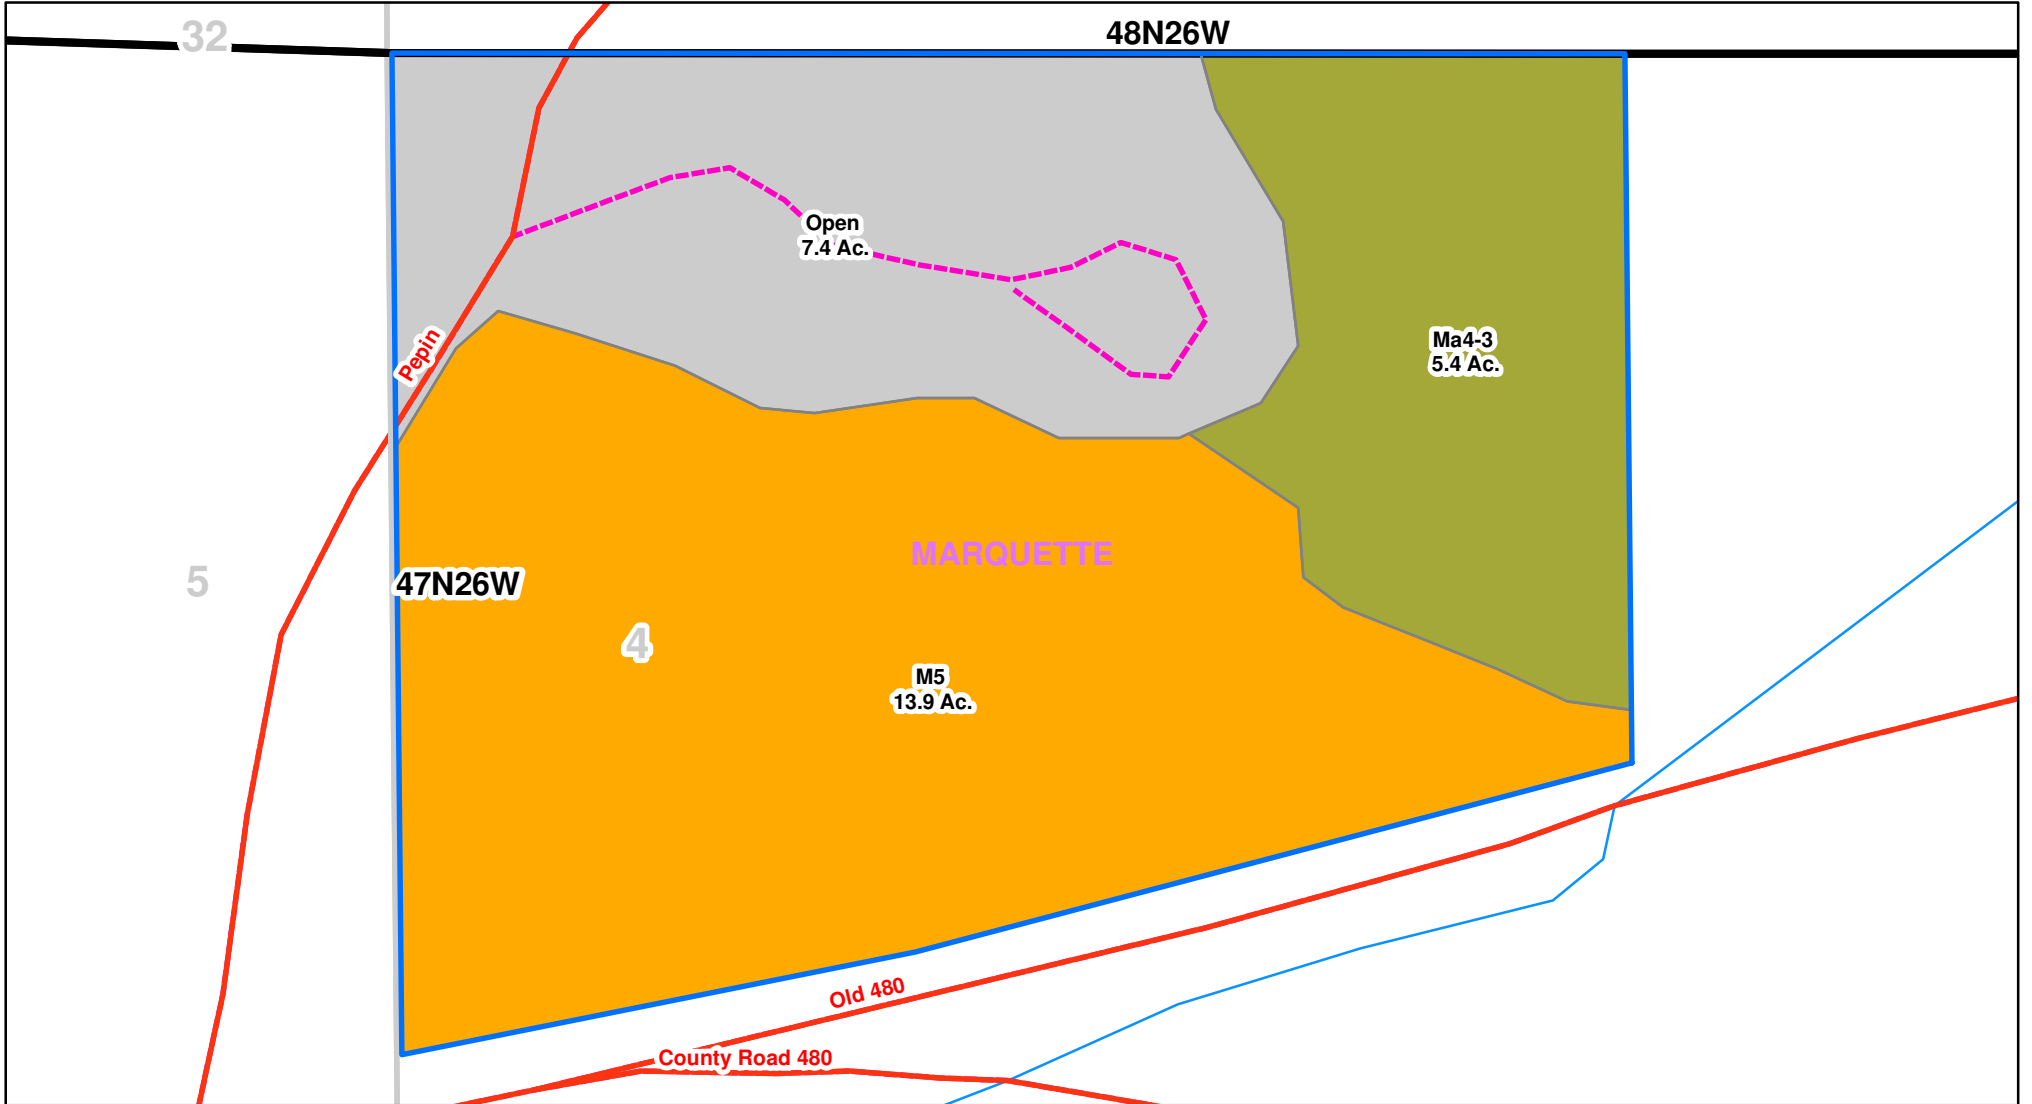 32
48N26W
Open
7.4 Ac.
Pepin
Ma4-3
5.4 Ac.
MARQUETTE
5
47N26W
4
M5
13.9 Ac.
Old 480
County Road 480